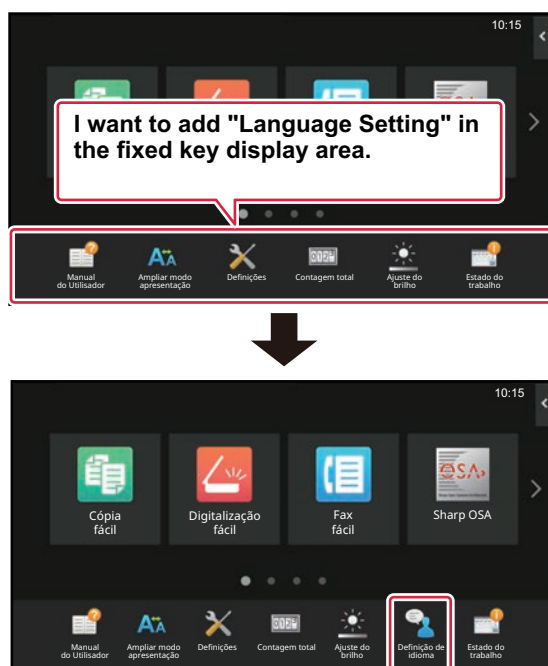 10:15
I want to add "Language Setting" in
the fixed key display area.
Manual
do Utilisador
Ampliar modo
apresentação
Definições
Contagem total
Ajuste do
brilho
Estado do
trabalho
10:15
Cópia
fácil
Digitalização
fácil
Fax
fácil
Sharp OSA
Manual
do Utilisador
Ampliar modo
apresentação
Definições
Contagem total
Ajuste do
brilho
Definição de
idioma
Estado do
trabalho